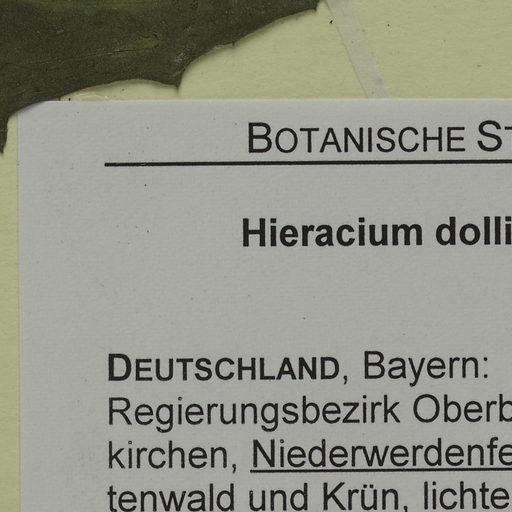 BOTANISCHE ST
Hieracium dolli
DEUTSCHLAND, Bayern:
Regierungsbezirk Oberb
kirchen, Niederwerdenfe
tenwald und Krün, lichte